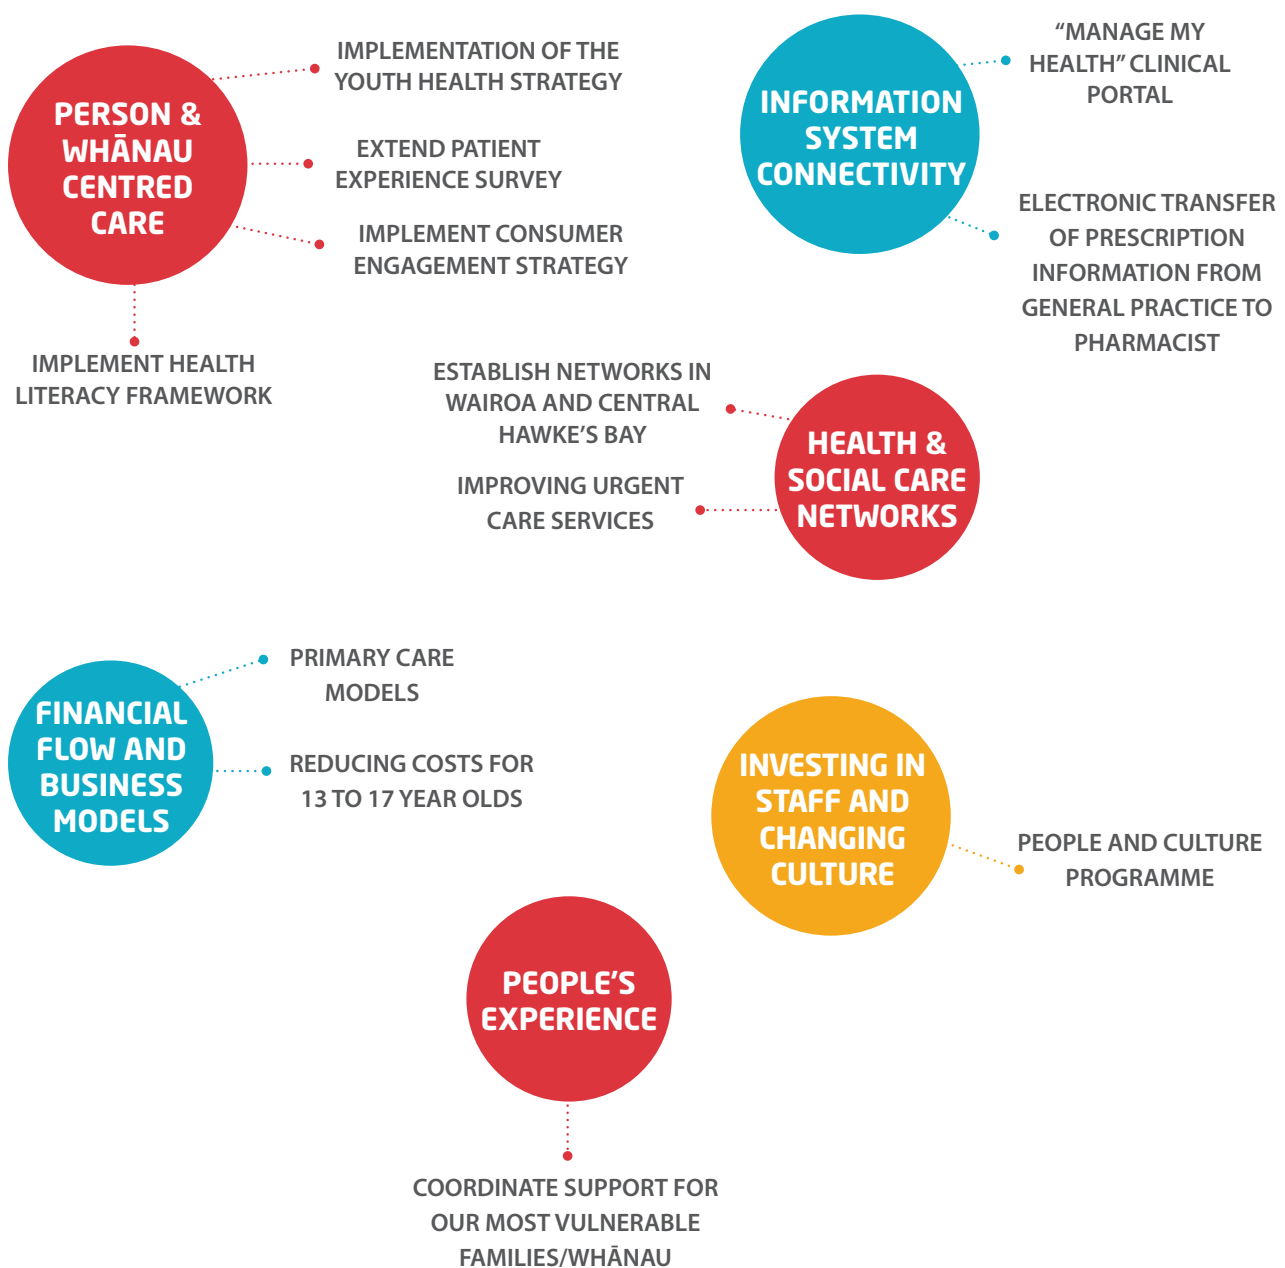 PERSON &
WHĀNAU
CENTRED
CARE
IMPLEMENTATION OF THE
YOUTH HEALTH STRATEGY
EXTEND PATIENT
EXPERIENCE SURVEY
IMPLEMENT CONSUMER
ENGAGEMENT STRATEGY
IMPLEMENT HEALTH
LITERACY FRAMEWORK
INFORMATION
SYSTEM
CONNECTIVITY
“MANAGE MY
HEALTH” CLINICAL
PORTAL
ELECTRONIC TRANSFER
OF PRESCRIPTION
INFORMATION FROM
GENERAL PRACTICE TO
PHARMACIST
HEALTH &
SOCIAL CARE
NETWORKS
ESTABLISH NETWORKS IN
WAIROA AND CENTRAL
HAWKE’S BAY
IMPROVING URGENT
CARE SERVICES
FINANCIAL
FLOW AND
BUSINESS
MODELS
PRIMARY CARE
MODELS
REDUCING COSTS FOR
13 TO 17 YEAR OLDS
INVESTING IN
STAFF AND
CHANGING
CULTURE
PEOPLE AND CULTURE
PROGRAMME
PEOPLE’S
EXPERIENCE
COORDINATE SUPPORT FOR
OUR MOST VULNERABLE
FAMILIES/WHĀNAU